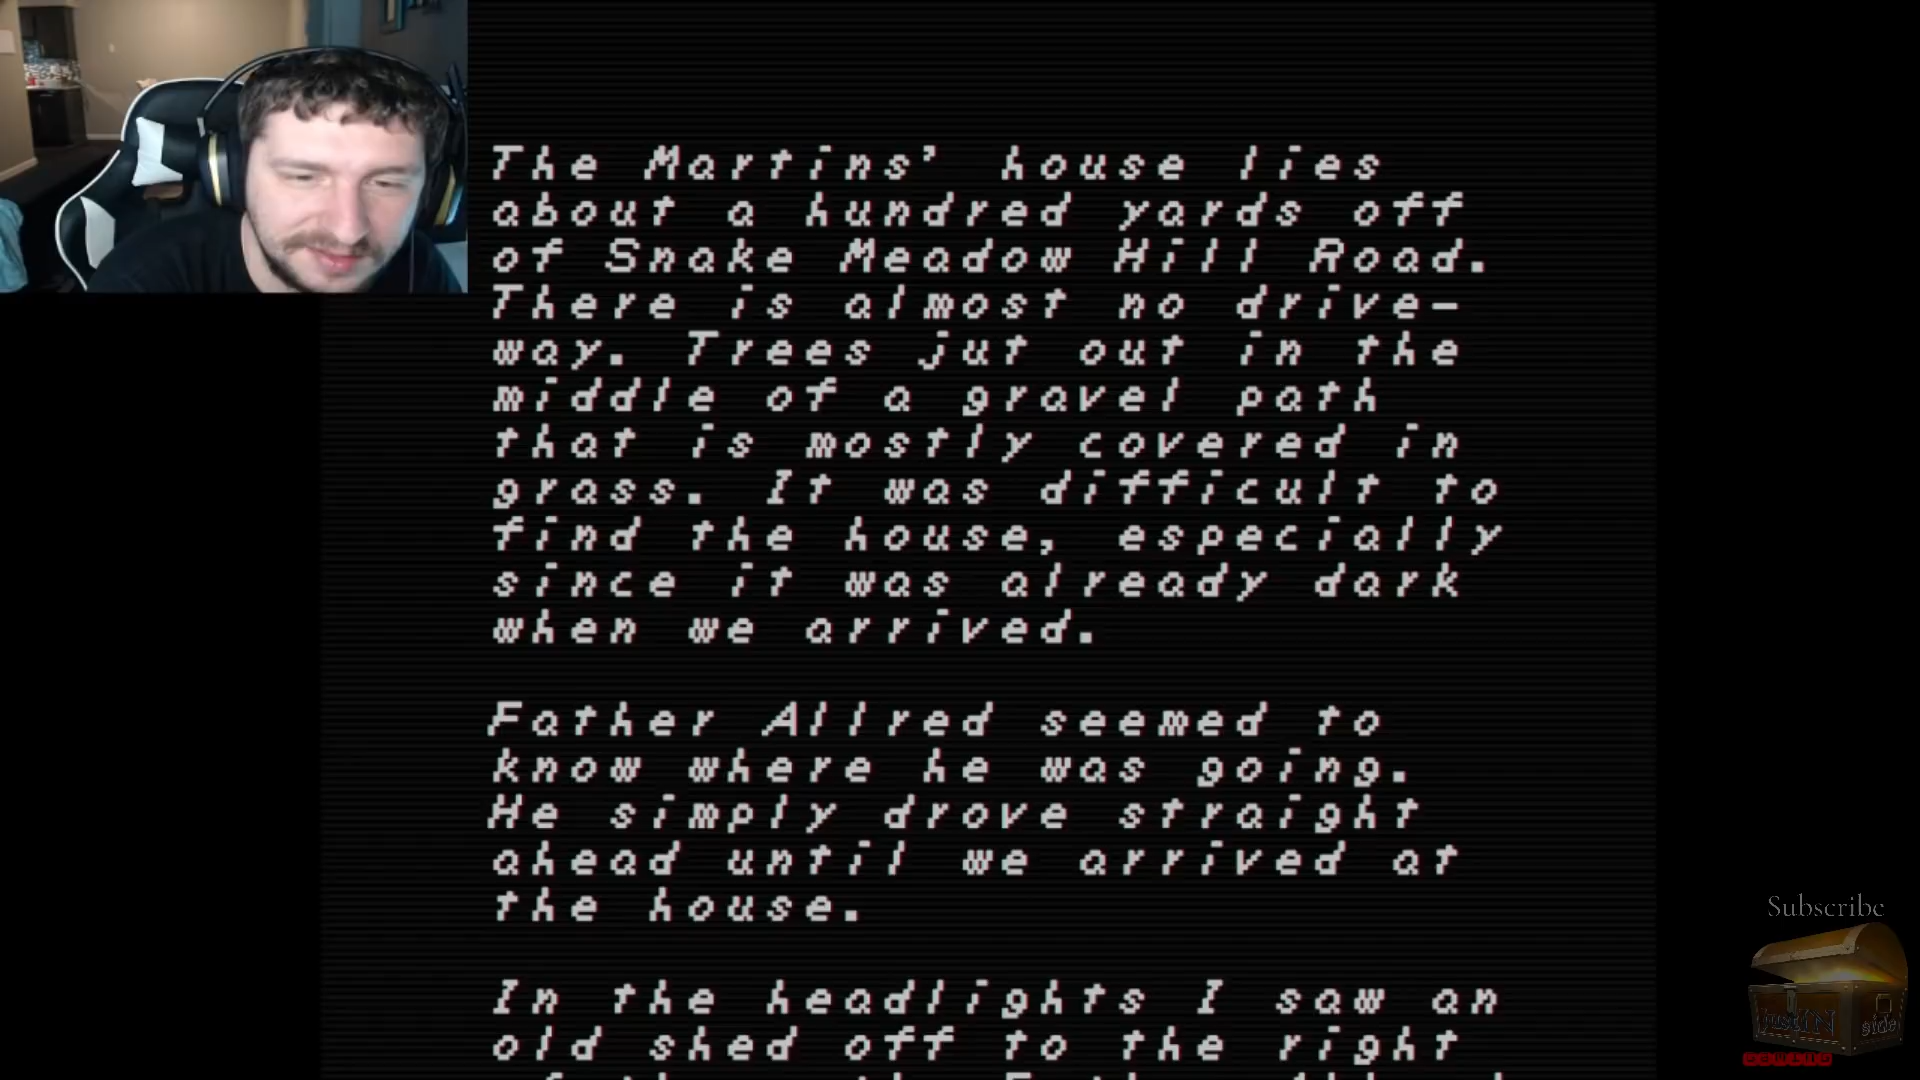 The Martins' house lies
about a hundred yards off
of Snake Meadow Hill Road.
There is almost no drive-
way. Trees jut out in the
middle of a gravel path
that is mostly covered in
grass. It was difficult to
find the house, especially
since it was already dark
when we arrived.
Father Allred seemed to
know where he was going.
He simply drove straight
ahead until we arrived at
the house.
In the headlights I saw an
old shed off to the right
Subscribe
JustiN
side